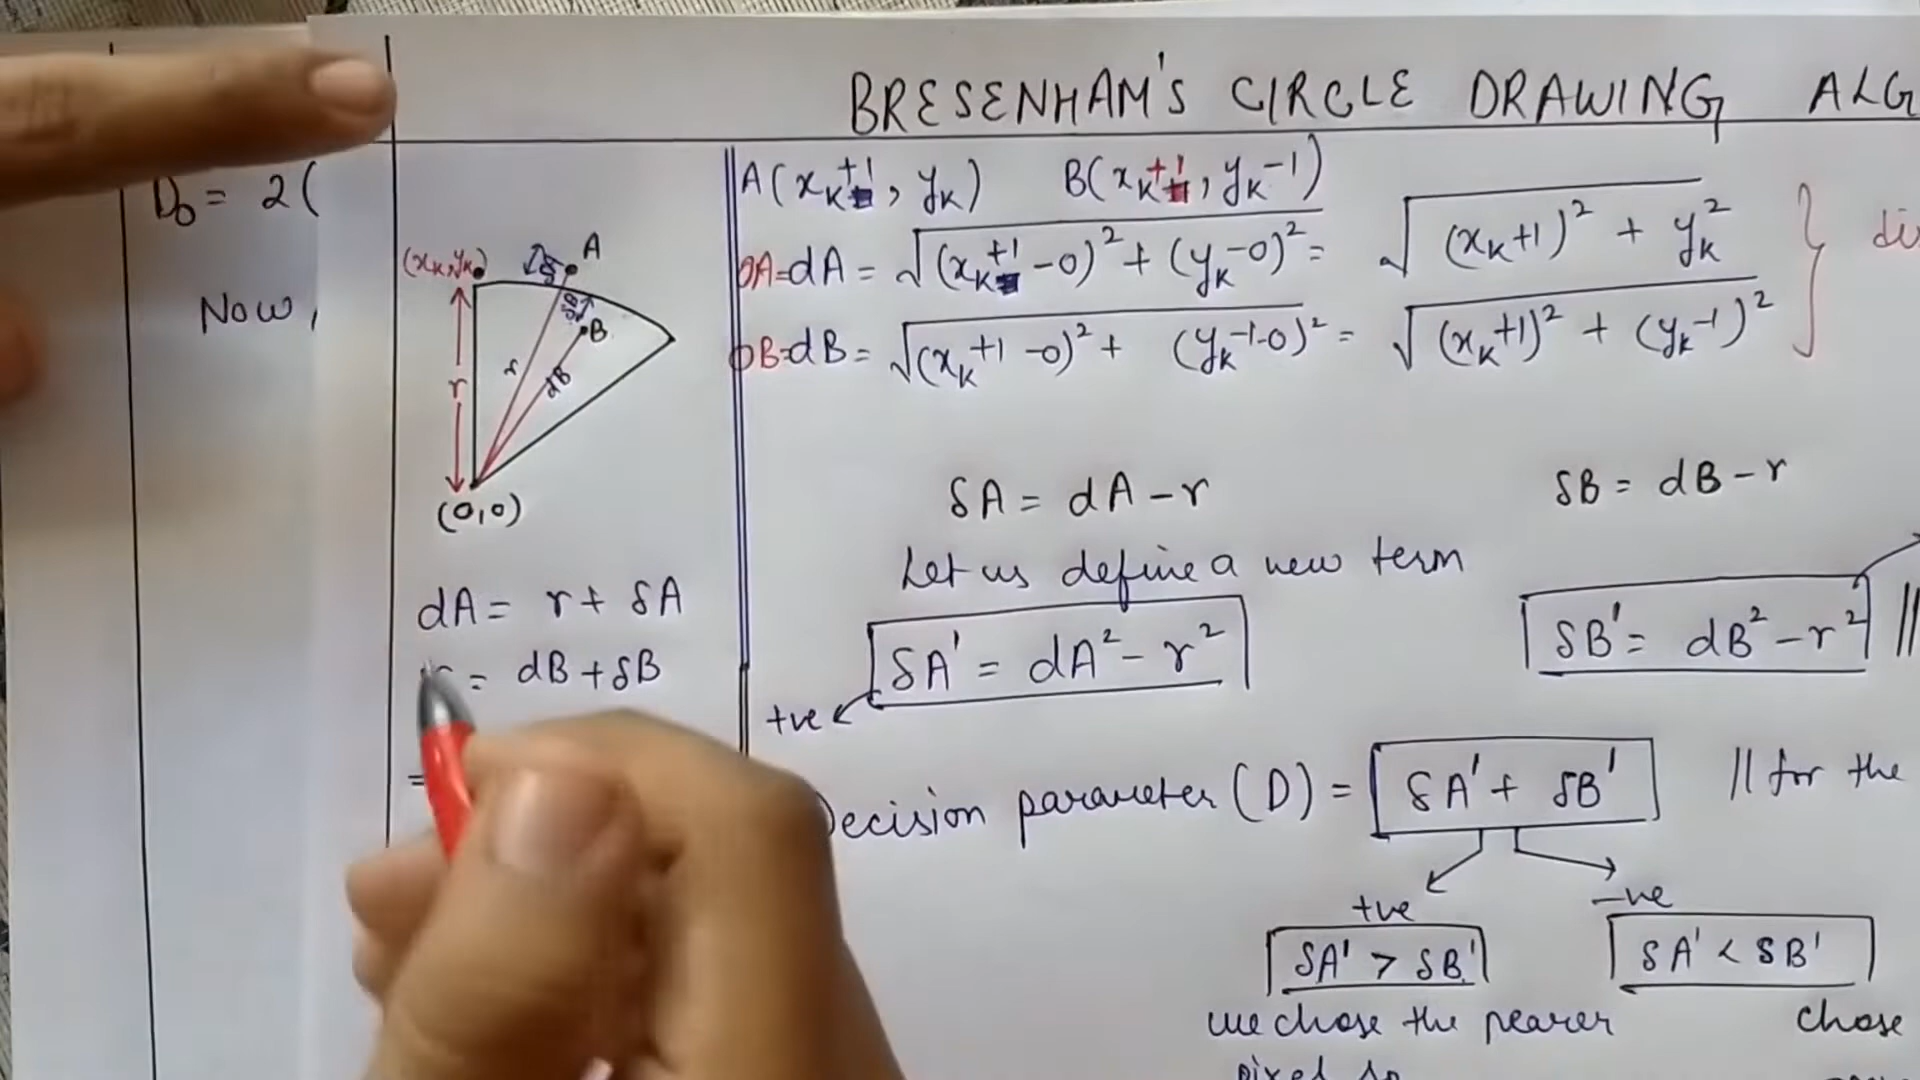 BRESENHAM'S CIRCLE DRAWING ALG
D₀ = 2(
Now,
(xₖ,yₖ)
A
δB
B
r
r
dB
(0,0)
dA = r + δA
= dB + δB
=
A(xₖ+1, yₖ) B(xₖ+1, yₖ-1)
OA=dA = √(xₖ+1 -0)² + (yₖ-0)² = √(xₖ+1)² + yₖ² }
OB=dB = √(xₖ+1 -0)² + (yₖ-1-0)² = √(xₖ+1)² + (yₖ-1)²
δA = dA - r δB = dB - r
Let us define a new term
δA' = dA² - r² δB' = dB² - r² //
+ve
Decision parameter (D) = δA' + δB' // for the
+ve -ve
δA' > δB' δA' < δB'
we chose the nearer chose
pixel so